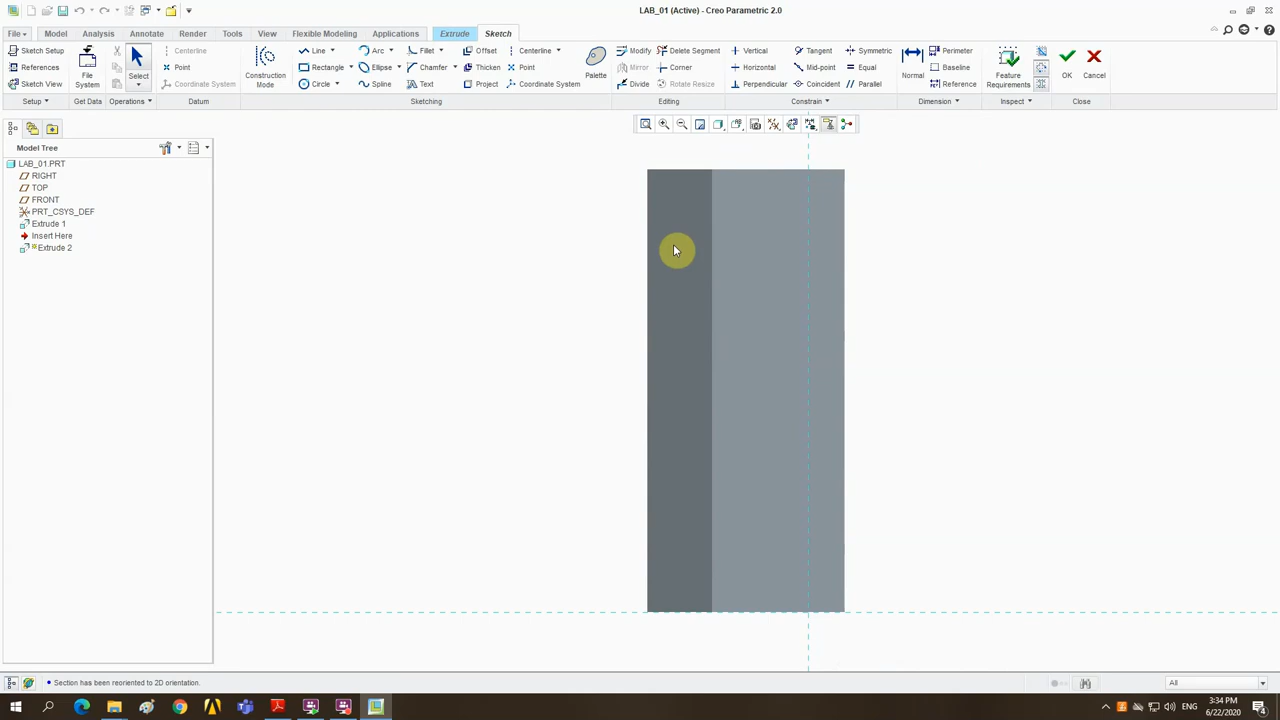 LAB_01 (Active) - Creo Parametric 2.0
File
Model
Analysis
Annotate
Render
Tools
View
Flexible Modeling
Applications
Extrude
Sketch
Sketch Setup
References
Sketch View
Setup
File System
Get Data
Select
Operations
Centerline
Point
Coordinate System
Datum
Construction Mode
Line
Rectangle
Circle
Arc
Ellipse
Spline
Fillet
Chamfer
Text
Offset
Thicken
Project
Centerline
Point
Coordinate System
Palette
Sketching
Modify
Mirror
Divide
Delete Segment
Corner
Rotate Resize
Editing
Vertical
Horizontal
Perpendicular
Tangent
Mid-point
Coincident
Symmetric
Equal
Parallel
Constrain
Normal
Perimeter
Baseline
Reference
Dimension
Feature Requirements
Inspect
OK
Cancel
Close
Model Tree
LAB_01.PRT
RIGHT
TOP
FRONT
PRT_CSYS_DEF
Extrude 1
Insert Here
Extrude 2
Section has been reoriented to 2D orientation.
All
ENG
3:34 PM
6/22/2020